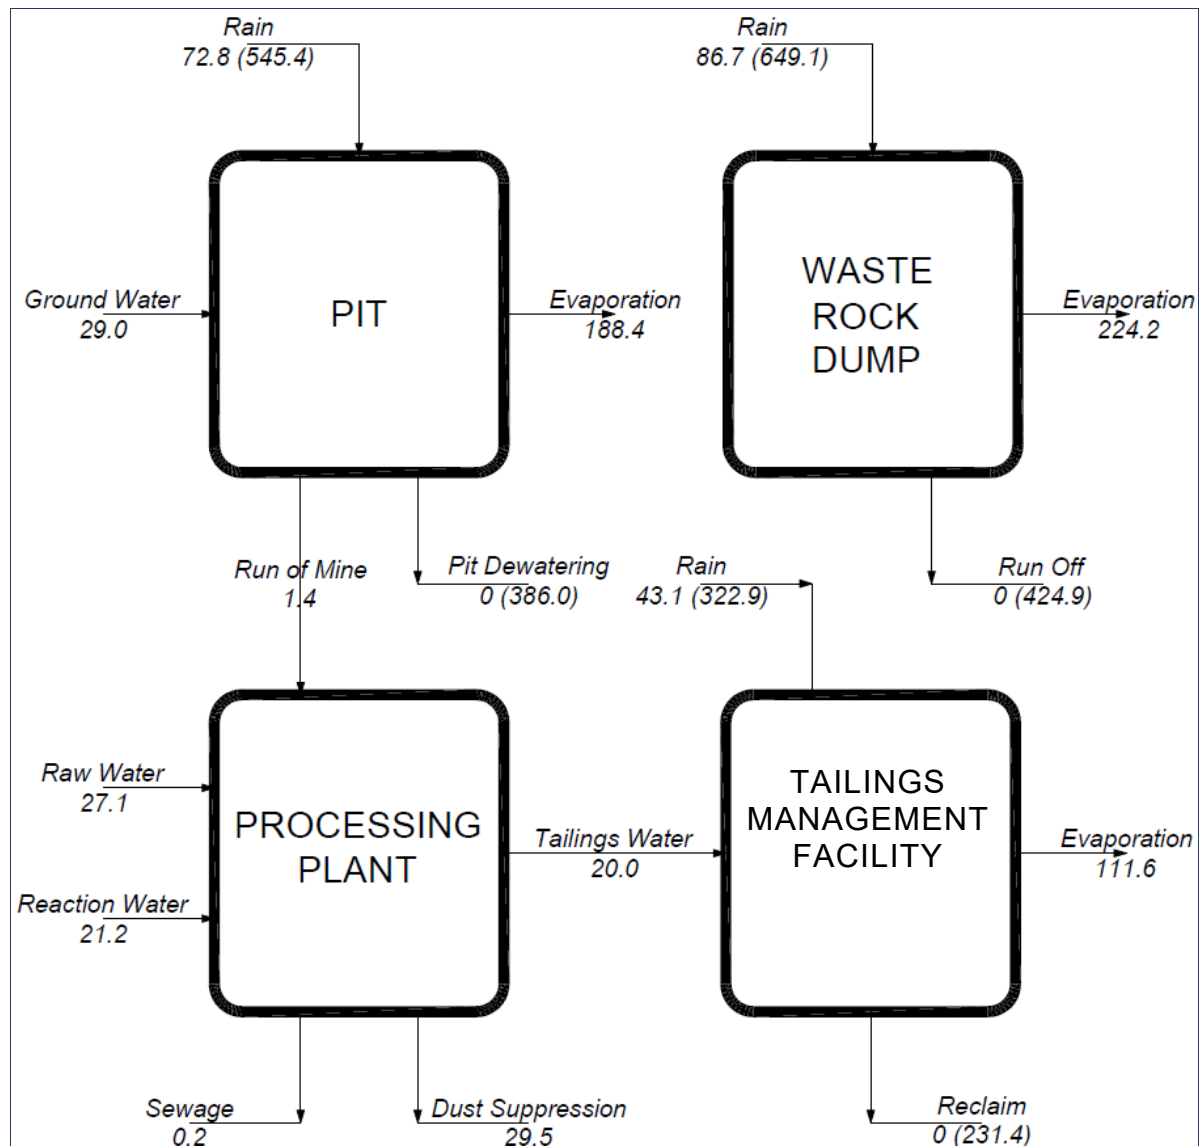 Rain
72.8 (545.4)
Rain
86.7 (649.1)
Ground Water
29.0
PIT
Evaporation
188.4
WASTE
ROCK
DUMP
Evaporation
224.2
Run of Mine
1.4
Pit Dewatering
0 (386.0)
Rain
43.1 (322.9)
Run Off
0 (424.9)
Raw Water
27.1
Reaction Water
21.2
PROCESSING
PLANT
Tailings Water
20.0
TAILINGS
MANAGEMENT
FACILITY
Evaporation
111.6
Sewage
0.2
Dust Suppression
29.5
Reclaim
0 (231.4)